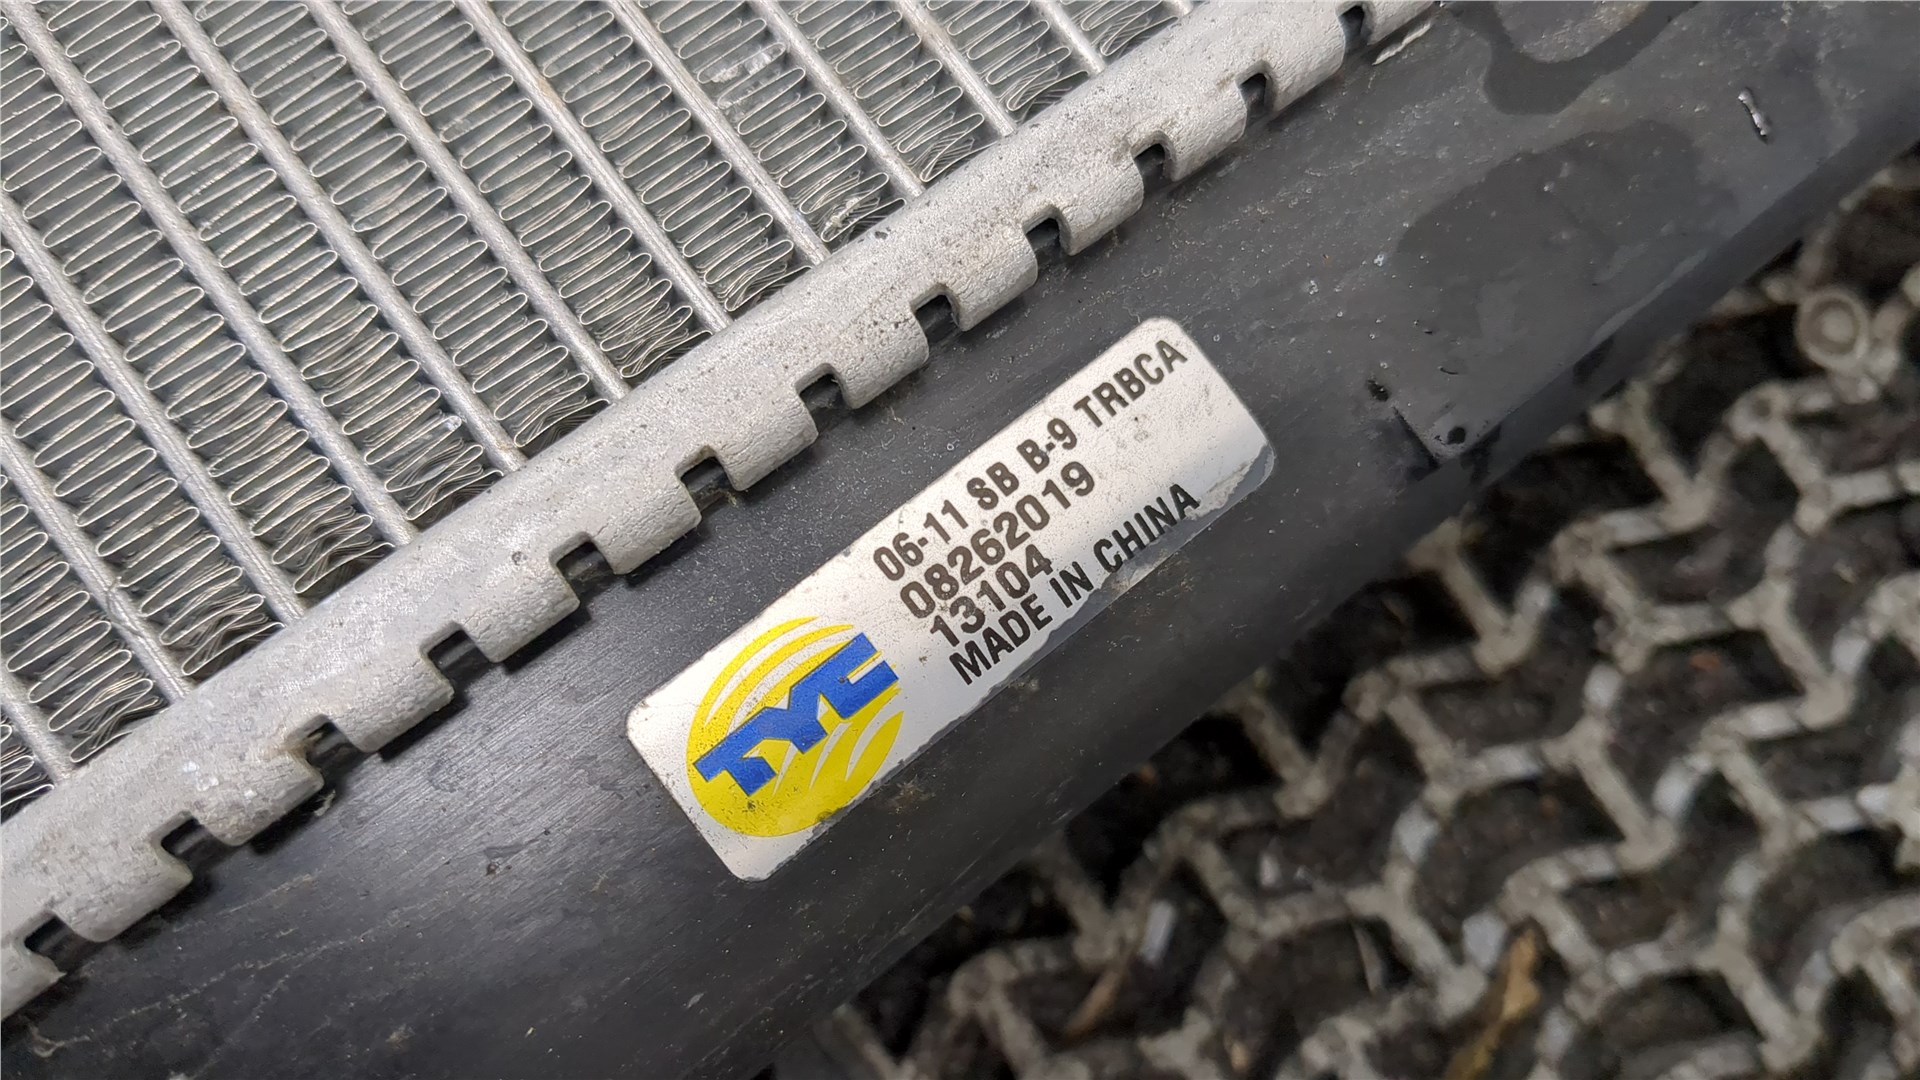 06-11 SB B-9 TRBCA
08262019
13104
MADE IN CHINA
TYC